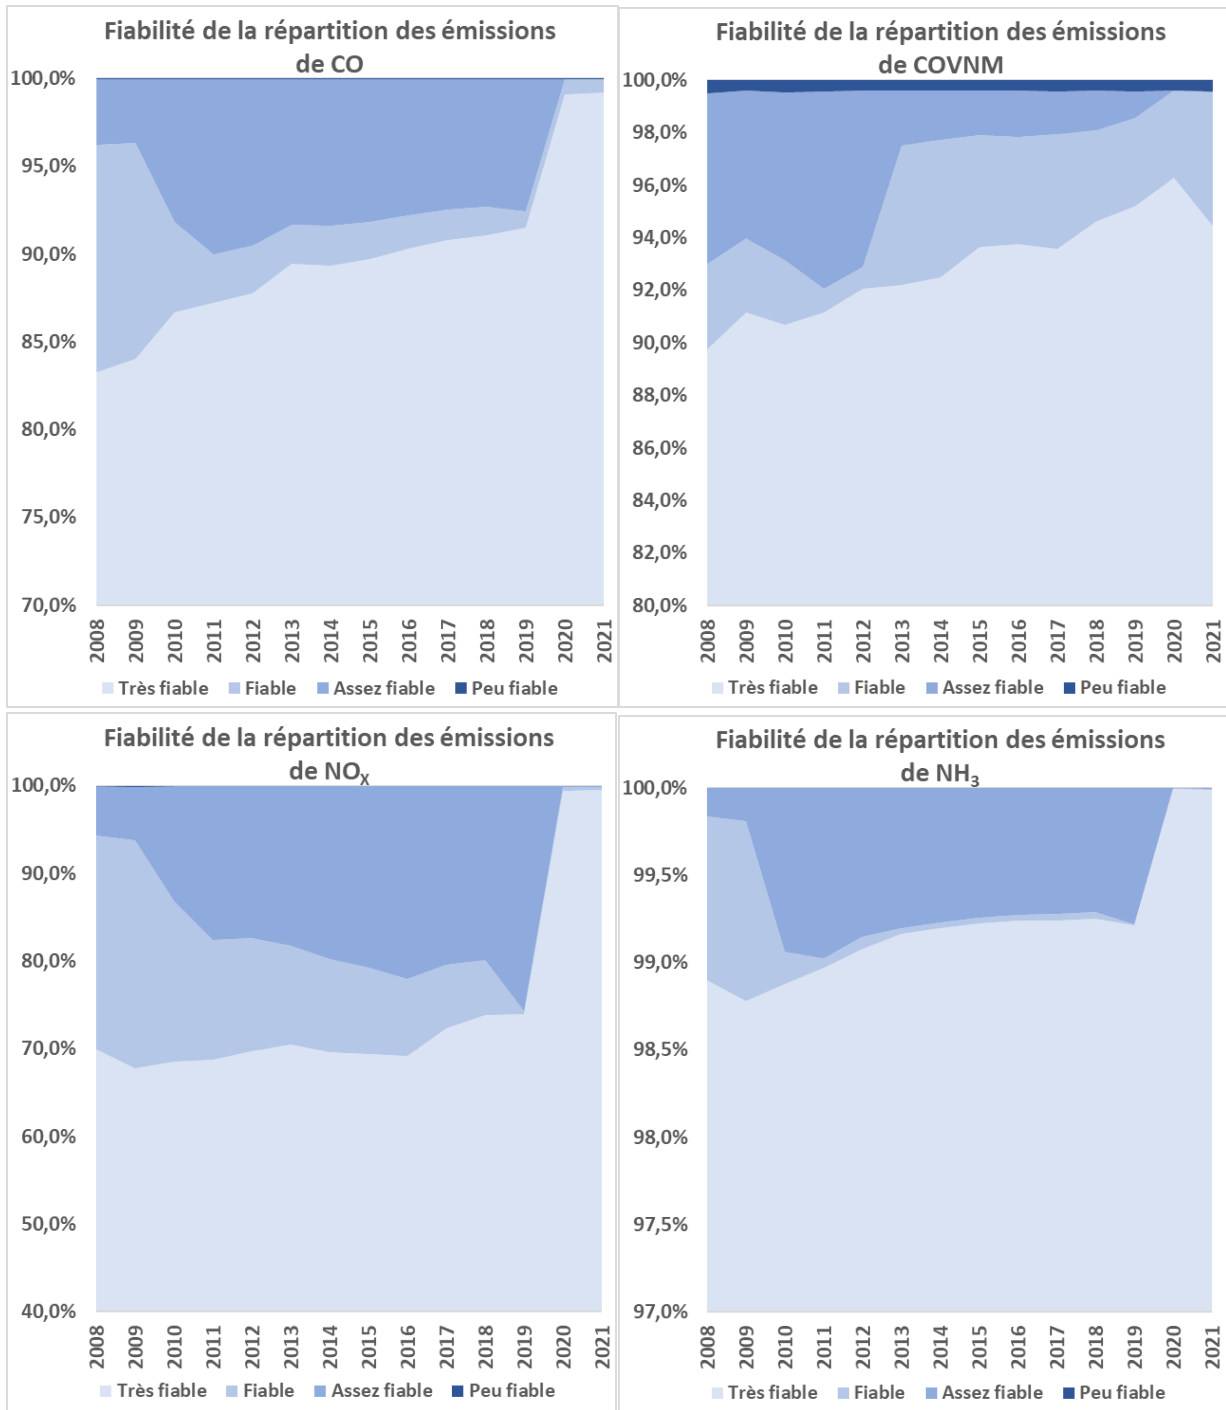 Fiabilité de la répartition des émissions
de CO
100,0%
95,0%
90,0%
85,0%
80,0%
75,0%
70,0%
2008 2009 2010 2011 2012 2013 2014 2015 2016 2017 2018 2019 2020 2021
Très fiable Fiable Assez fiable Peu fiable
Fiabilité de la répartition des émissions
de COVNM
100,0%
98,0%
96,0%
94,0%
92,0%
90,0%
88,0%
86,0%
84,0%
82,0%
80,0%
2008 2009 2010 2011 2012 2013 2014 2015 2016 2017 2018 2019 2020 2021
Très fiable Fiable Assez fiable Peu fiable
Fiabilité de la répartition des émissions
de NOX
100,0%
90,0%
80,0%
70,0%
60,0%
50,0%
40,0%
2008 2009 2010 2011 2012 2013 2014 2015 2016 2017 2018 2019 2020 2021
Très fiable Fiable Assez fiable Peu fiable
Fiabilité de la répartition des émissions
de NH3
100,0%
99,5%
99,0%
98,5%
98,0%
97,5%
97,0%
2008 2009 2010 2011 2012 2013 2014 2015 2016 2017 2018 2019 2020 2021
Très fiable Fiable Assez fiable Peu fiable